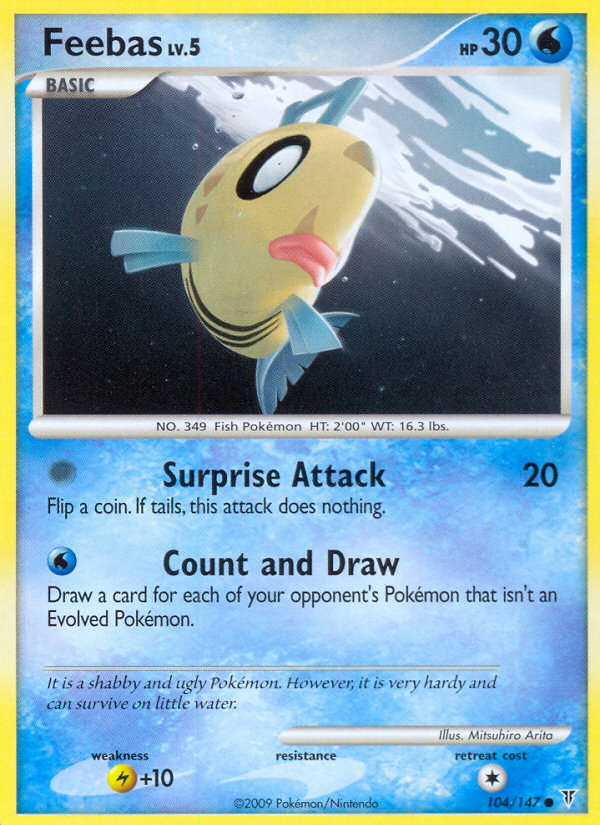 Feebas LV.5
HP 30
BASIC
NO. 349 Fish Pokémon HT: 2'00" WT: 16.3 lbs.
Surprise Attack 20
Flip a coin. If tails, this attack does nothing.
Count and Draw
Draw a card for each of your opponent's Pokémon that isn't an
Evolved Pokémon.
It is a shabby and ugly Pokémon. However, it is very hardy and
can survive on little water.
Illus. Mitsuhiro Arita
weakness resistance retreat cost
+10
©2009 Pokémon/Nintendo 104/147